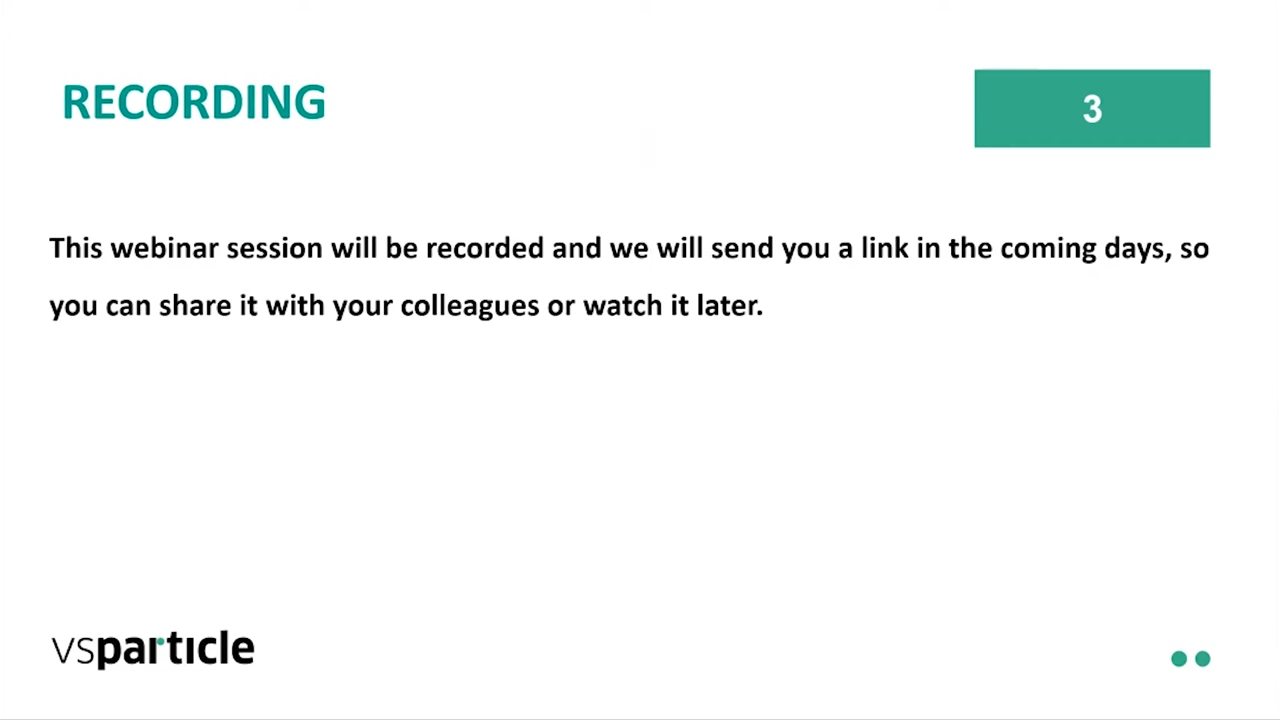 RECORDING
3
This webinar session will be recorded and we will send you a link in the coming days, so
you can share it with your colleagues or watch it later.
vsparticle